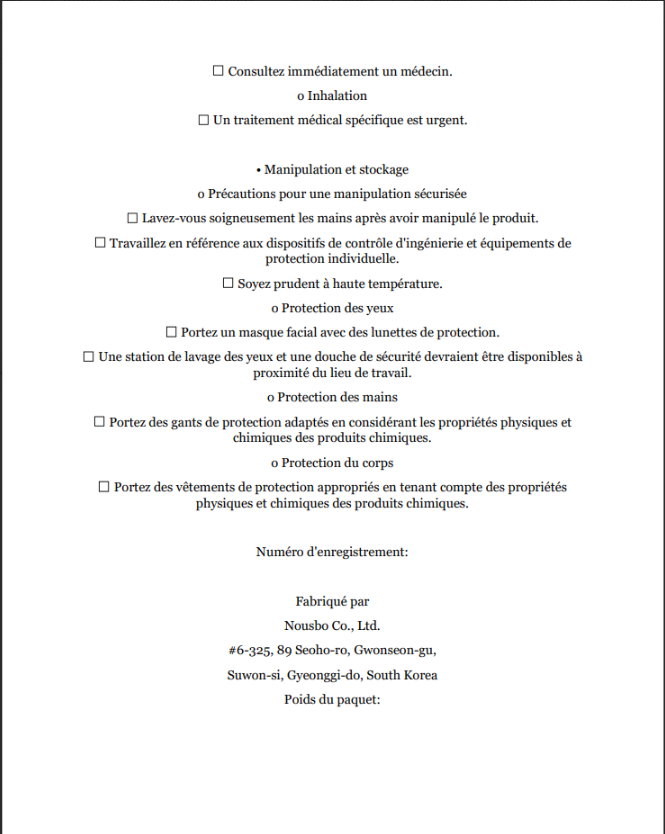 ☐ Consultez immédiatement un médecin.
o Inhalation
☐ Un traitement médical spécifique est urgent.
• Manipulation et stockage
o Précautions pour une manipulation sécurisée
☐ Lavez-vous soigneusement les mains après avoir manipulé le produit.
☐ Travaillez en référence aux dispositifs de contrôle d'ingénierie et équipements de
protection individuelle.
☐ Soyez prudent à haute température.
o Protection des yeux
☐ Portez un masque facial avec des lunettes de protection.
☐ Une station de lavage des yeux et une douche de sécurité devraient être disponibles à
proximité du lieu de travail.
o Protection des mains
☐ Portez des gants de protection adaptés en considérant les propriétés physiques et
chimiques des produits chimiques.
o Protection du corps
☐ Portez des vêtements de protection appropriés en tenant compte des propriétés
physiques et chimiques des produits chimiques.
Numéro d'enregistrement:
Fabriqué par
Nousbo Co., Ltd.
#6-325, 89 Seoho-ro, Gwonseon-gu,
Suwon-si, Gyeonggi-do, South Korea
Poids du paquet: